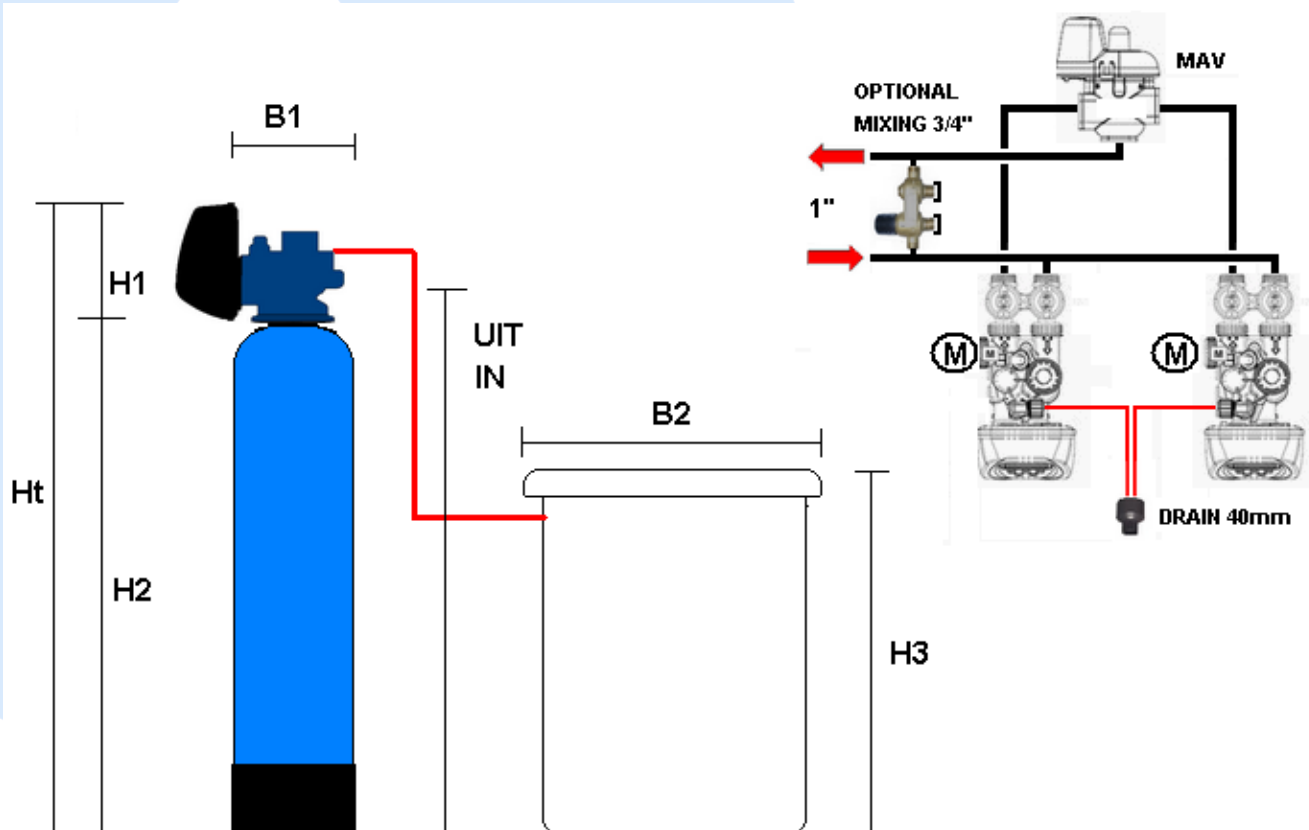 B1
H1
Ht
H2
UIT
IN
B2
H3
MAV
OPTIONAL
MIXING 3/4"
1"
M
M
M
M
DRAIN 40mm